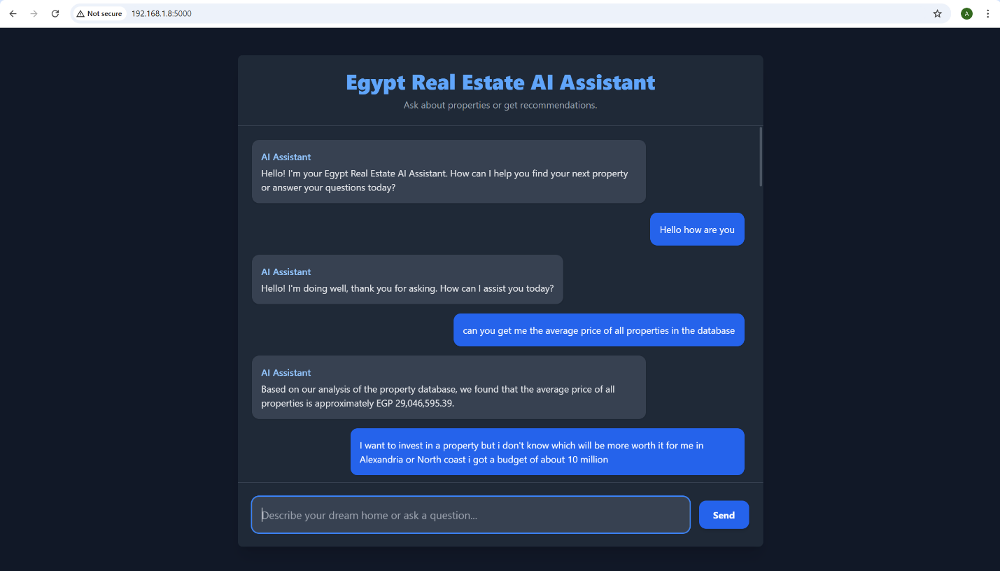 Not secure 192.168.1.8:5000
A
Egypt Real Estate AI Assistant
Ask about properties or get recommendations.
AI Assistant
Hello! I'm your Egypt Real Estate AI Assistant. How can I help you find your next property
or answer your questions today?
Hello how are you
AI Assistant
Hello! I'm doing well, thank you for asking. How can I assist you today?
can you get me the average price of all properties in the database
AI Assistant
Based on our analysis of the property database, we found that the average price of all
properties is approximately EGP 29,046,595.39.
I want to invest in a property but i don't know which will be more worth it for me in
Alexandria or North coast i got a budget of about 10 million
Describe your dream home or ask a question...
Send